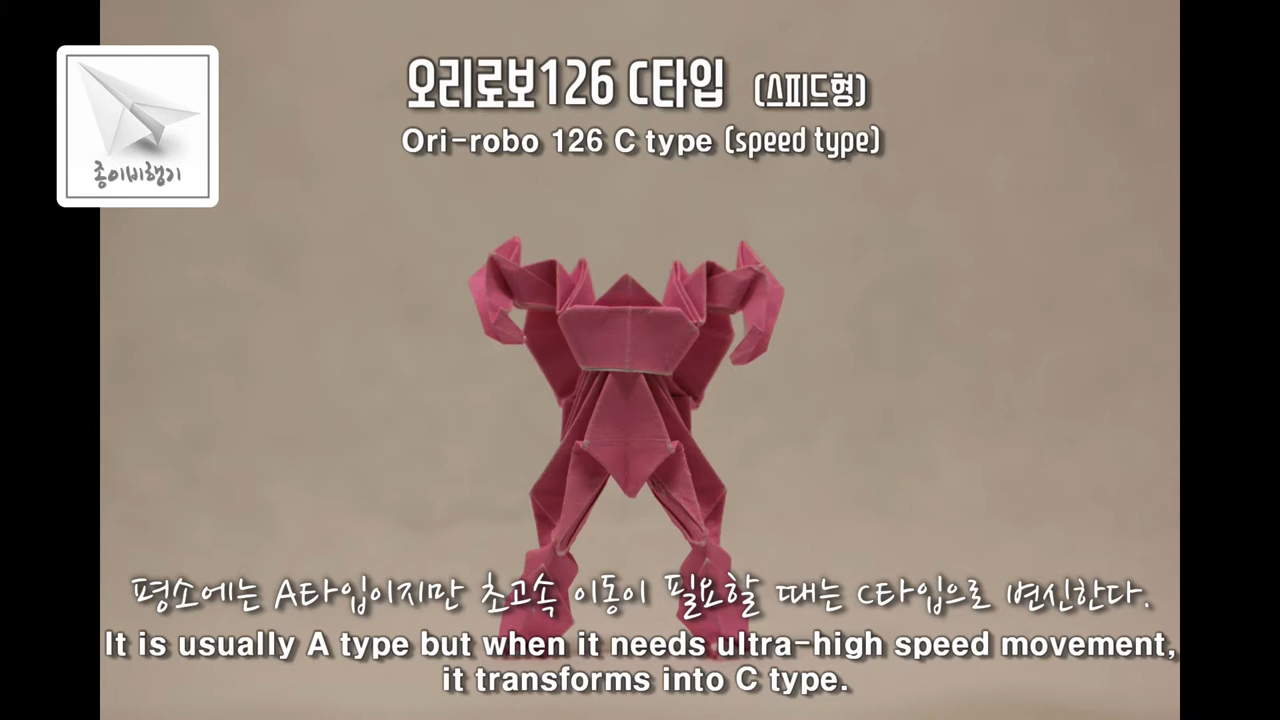 종이비행기
오리로보126 C타입 (스피드형)
Ori-robo 126 C type (speed type)
평소에는 A타입이지만 초고속 이동이 필요할 때는 C타입으로 변신한다.
It is usually A type but when it needs ultra-high speed movement,
it transforms into C type.